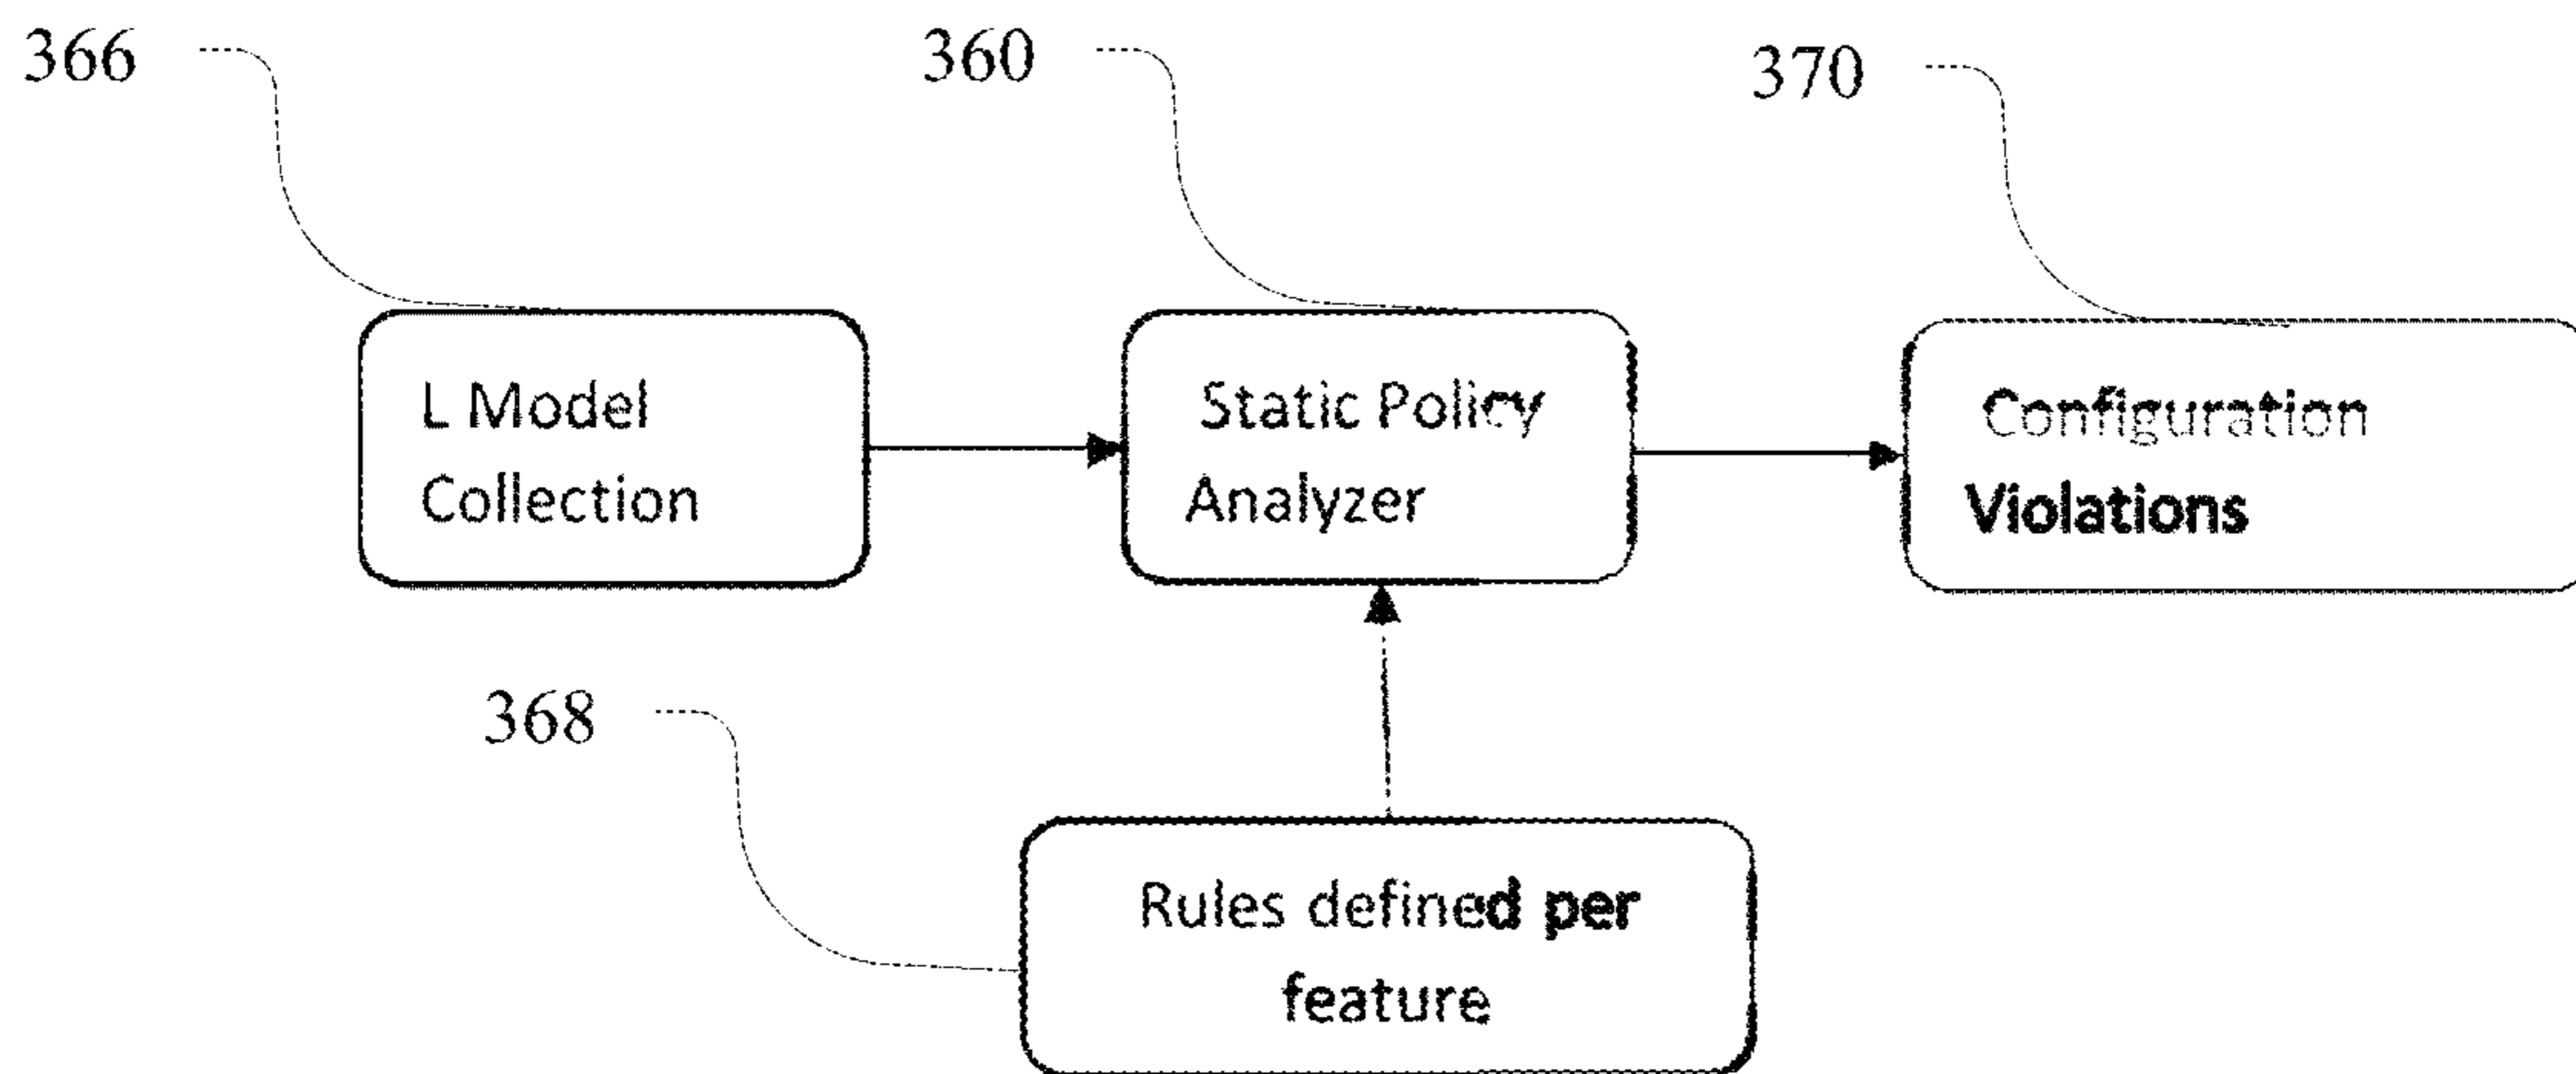 366
360
370
L Model
Collection
Static Policy
Analyzer
Configuration
Violations
368
Rules defined per
feature